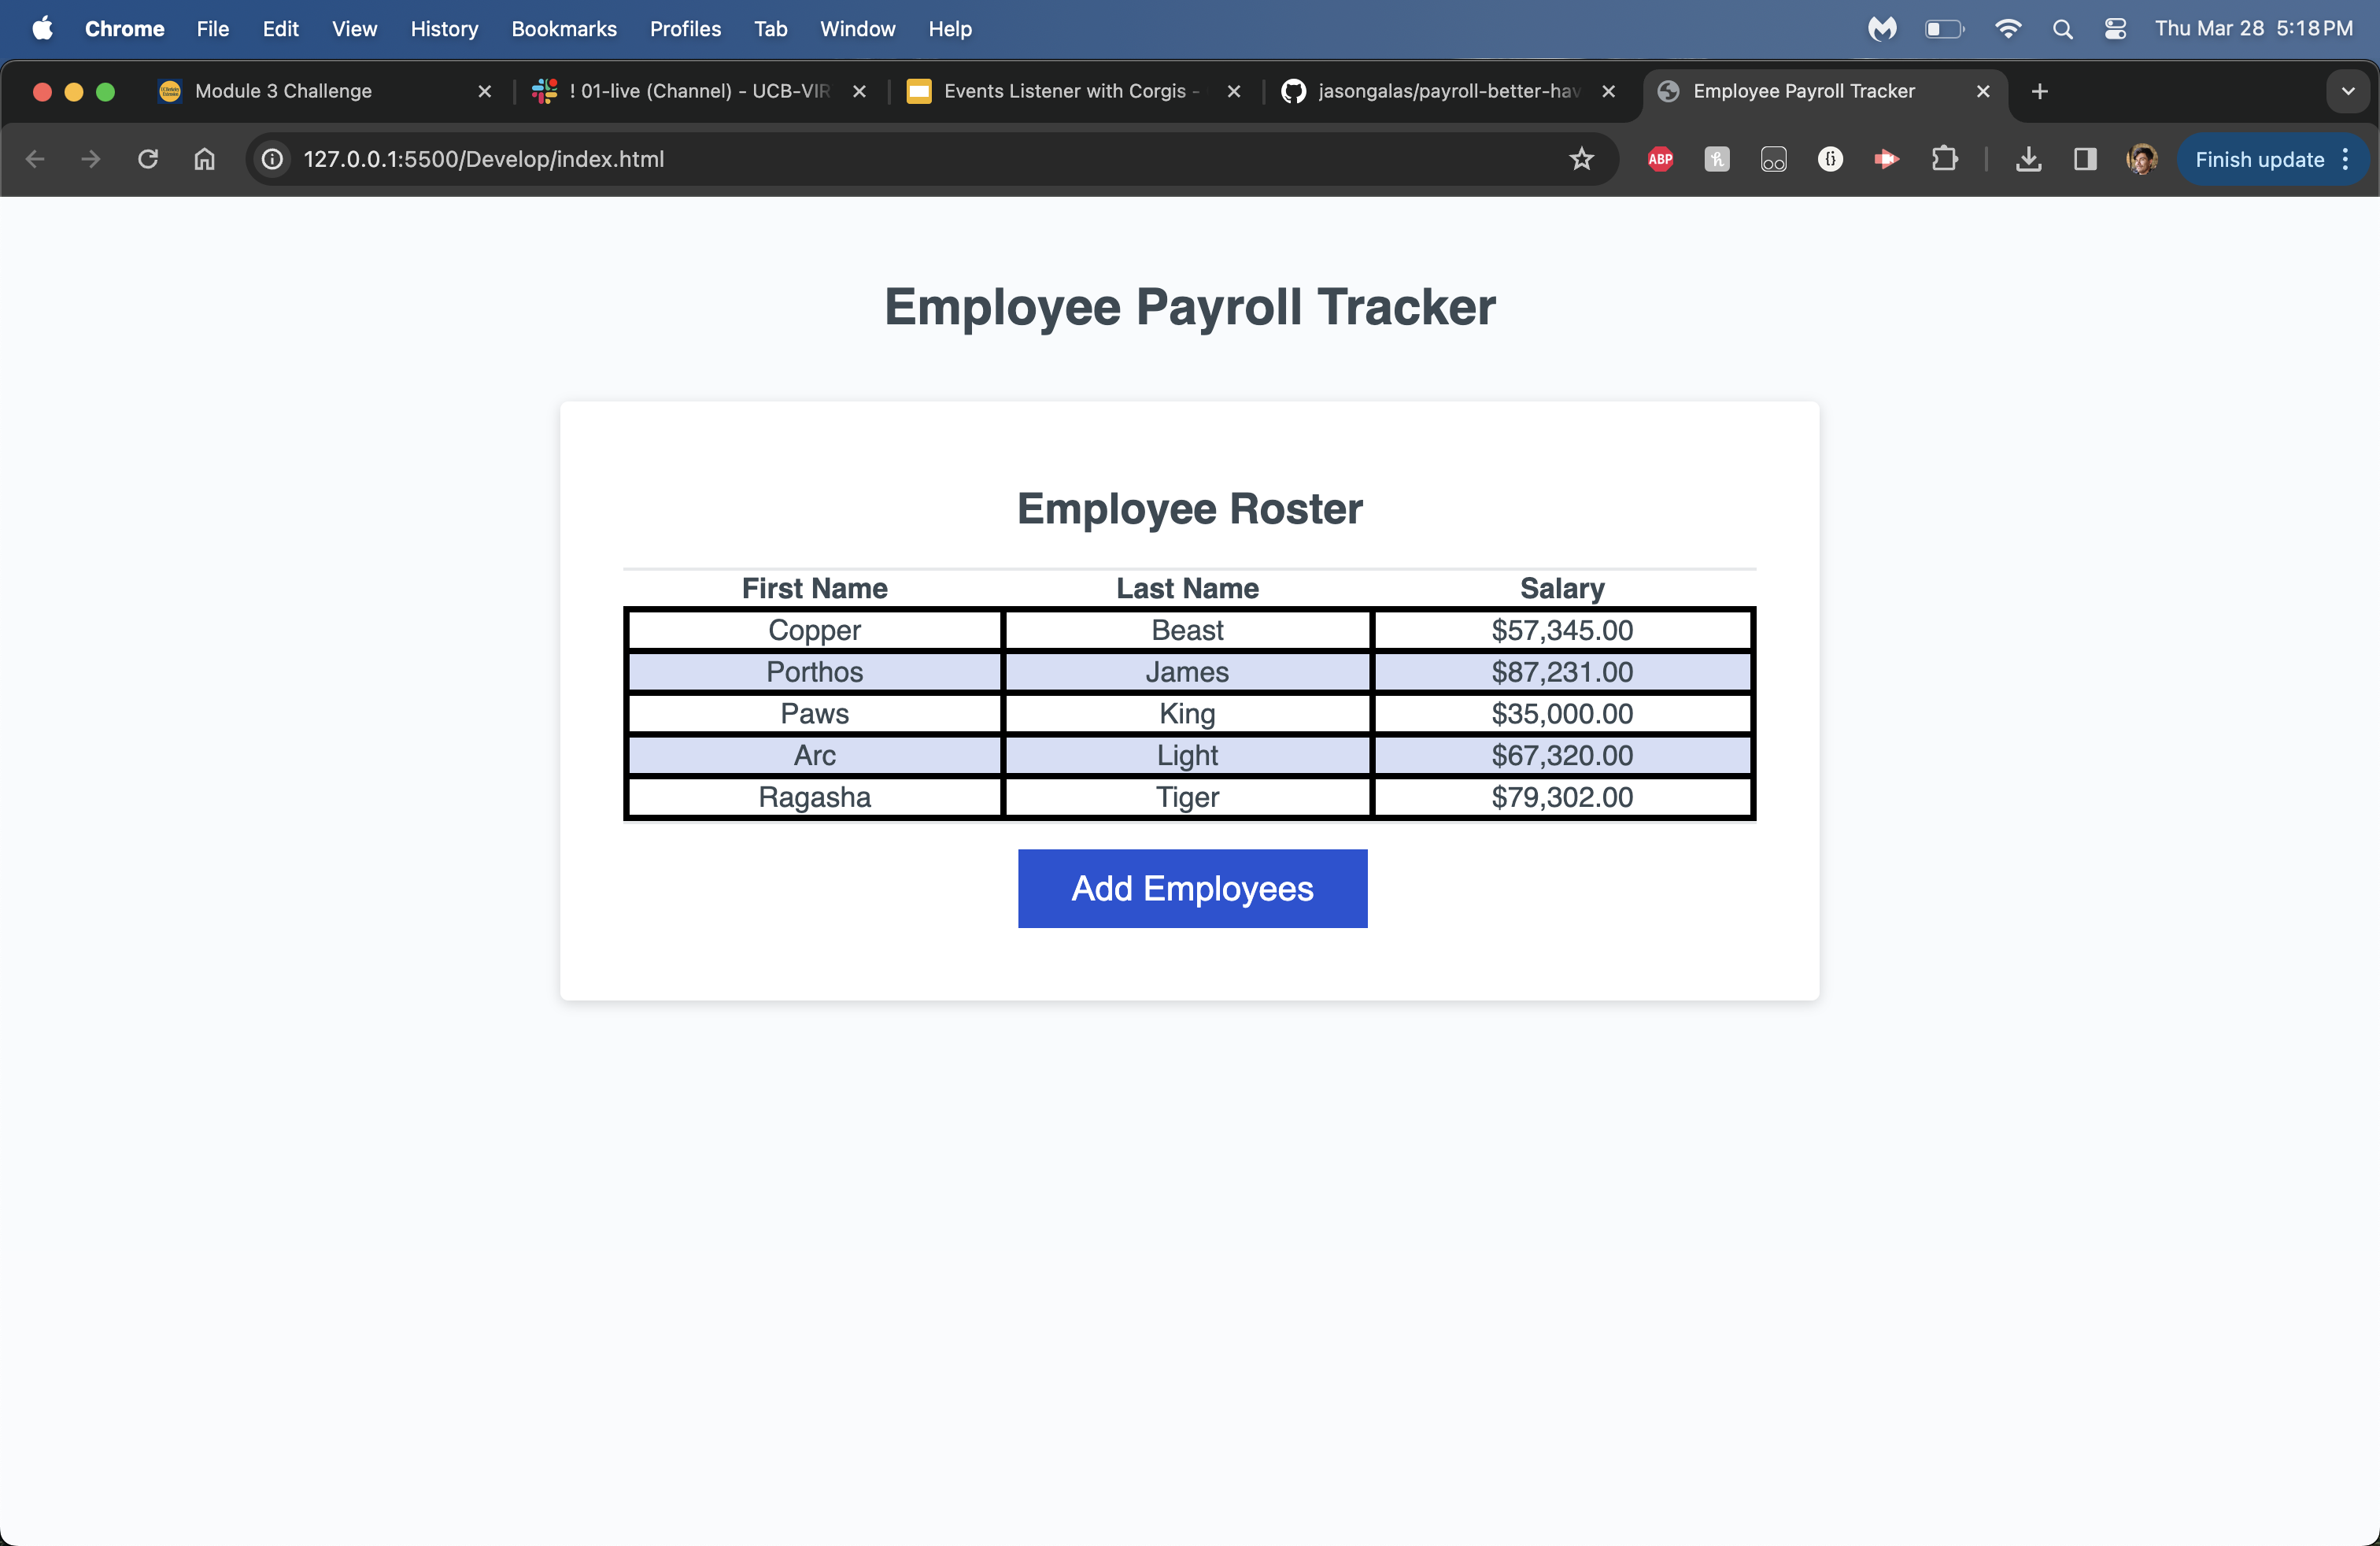 Chrome File Edit View History Bookmarks Profiles Tab Window Help Thu Mar 28 5:18 PM
Module 3 Challenge ! 01-live (Channel) - UCB-VIR Events Listener with Corgis - jasongalas/payroll-better-hav Employee Payroll Tracker
127.0.0.1:5500/Develop/index.html ABP Finish update
Employee Payroll Tracker
Employee Roster
First Name Last Name Salary
Copper Beast $57,345.00
Porthos James $87,231.00
Paws King $35,000.00
Arc Light $67,320.00
Ragasha Tiger $79,302.00
Add Employees